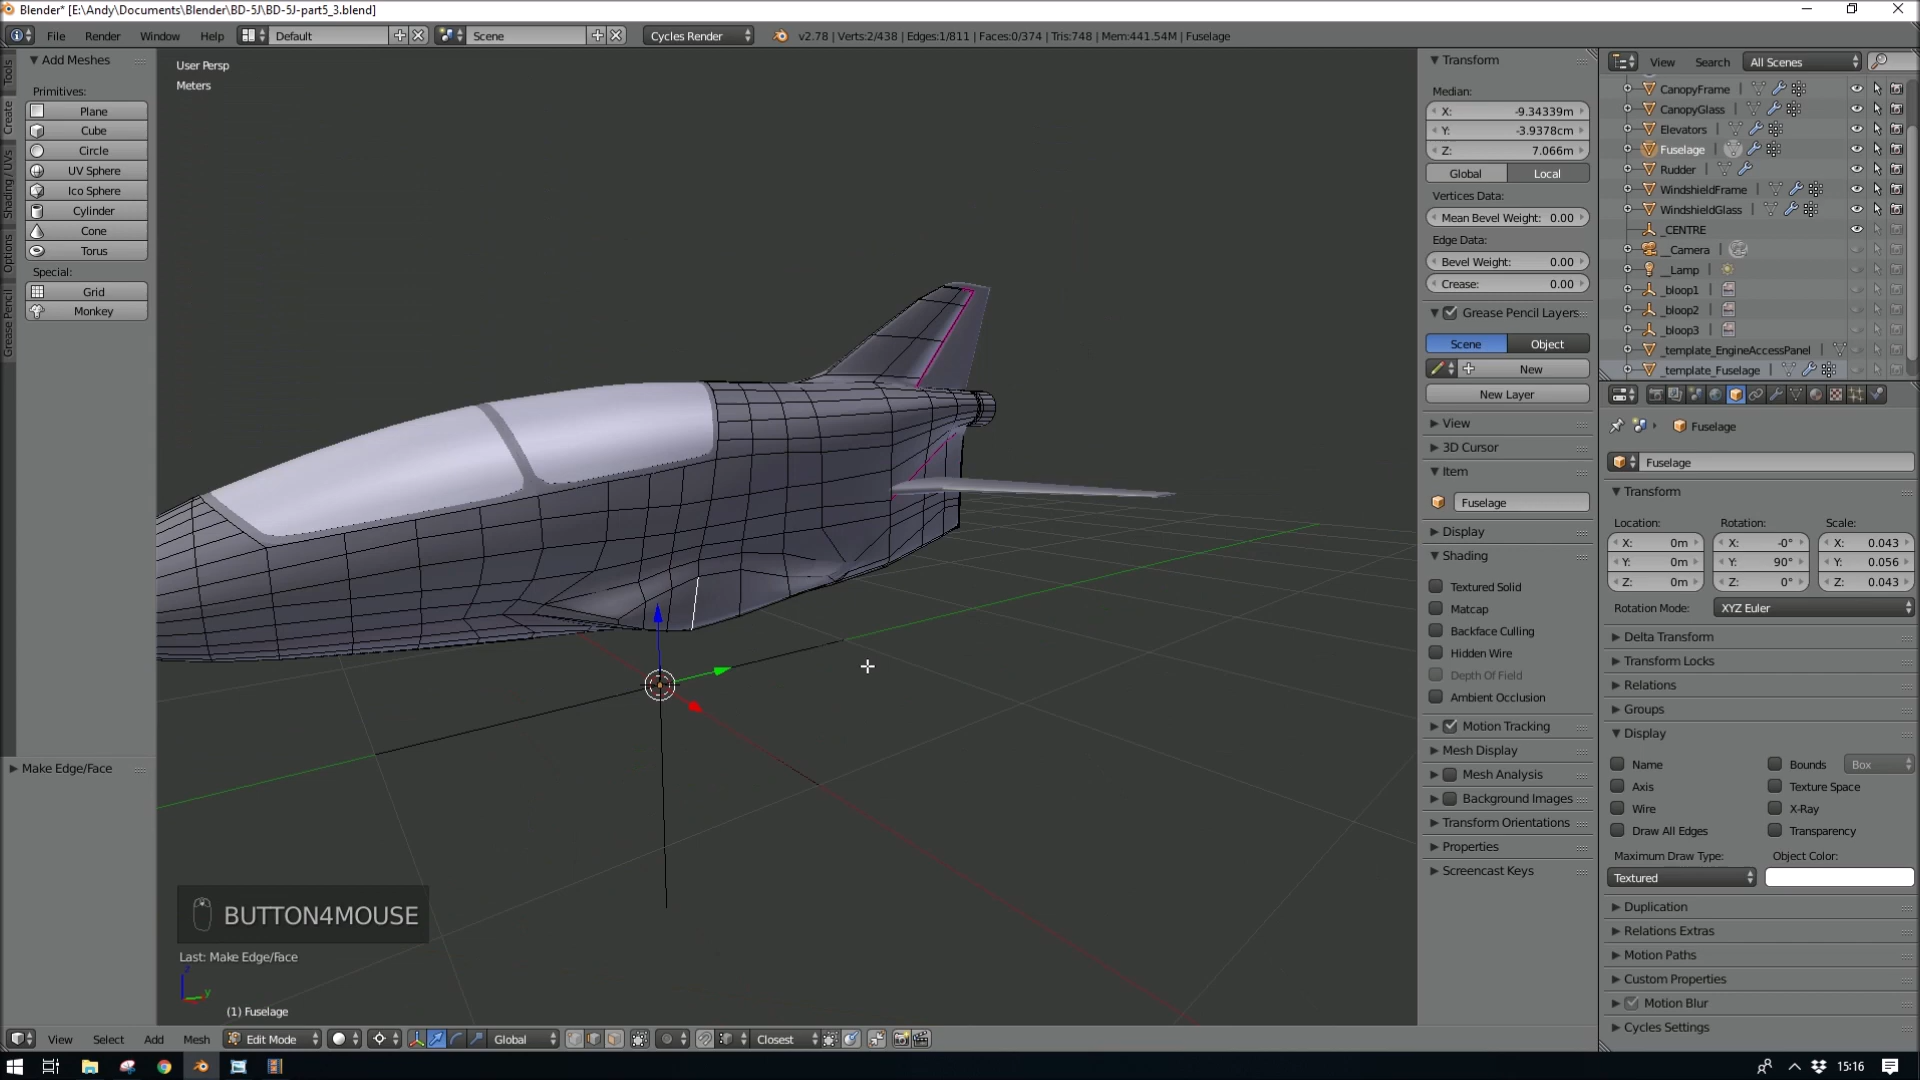 Blender* [E:\Andy\Documents\Blender\BD-5J\BD-5J-part5_3.blend]
File Render Window Help Default Scene Cycles Render v2.78 | Verts:2/438 | Edges:1/811 | Faces:0/374 | Tris:748 | Mem:441.54M | Fuselage
Tools
Create
Shading / UVs
Options
Grease Pencil
Add Meshes
Primitives:
Plane
Cube
Circle
UV Sphere
Ico Sphere
Cylinder
Cone
Torus
Special:
Grid
Monkey
Make Edge/Face
User Persp
Meters
BUTTON4MOUSE
Last: Make Edge/Face
z
y
(1) Fuselage
View Select Add Mesh Edit Mode Global Closest
Transform
Median:
X: -9.34339m
Y: -3.9378cm
Z: 7.066m
Global Local
Vertices Data:
Mean Bevel Weight: 0.00
Edge Data:
Bevel Weight: 0.00
Crease: 0.00
Grease Pencil Layers
Scene Object
New
New Layer
View
3D Cursor
Item
Fuselage
Display
Shading
Textured Solid
Matcap
Backface Culling
Hidden Wire
Depth Of Field
Ambient Occlusion
Motion Tracking
Mesh Display
Mesh Analysis
Background Images
Transform Orientations
Properties
Screencast Keys
View Search All Scenes
CanopyFrame
CanopyGlass
Elevators
Fuselage
Rudder
WindshieldFrame
WindshieldGlass
_CENTRE
__Camera
__Lamp
_bloop1
_bloop2
_bloop3
_template_EngineAccessPanel
_template_Fuselage
Fuselage
Fuselage
Transform
Location: Rotation: Scale:
X: 0m X: -0° X: 0.043
Y: 0m Y: 90° Y: 0.056
Z: 0m Z: 0° Z: 0.043
Rotation Mode: XYZ Euler
Delta Transform
Transform Locks
Relations
Groups
Display
Name Bounds Box
Axis Texture Space
Wire X-Ray
Draw All Edges Transparency
Maximum Draw Type: Object Color:
Textured
Duplication
Relations Extras
Motion Paths
Custom Properties
Motion Blur
Cycles Settings
15:16